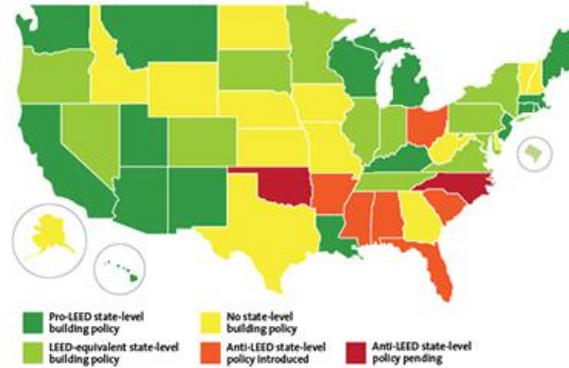 Pro-LEED state-level
building policy
No state-level
building policy
LEED-equivalent state-level
building policy
Anti-LEED state-level
policy introduced
Anti-LEED state-level
policy pending